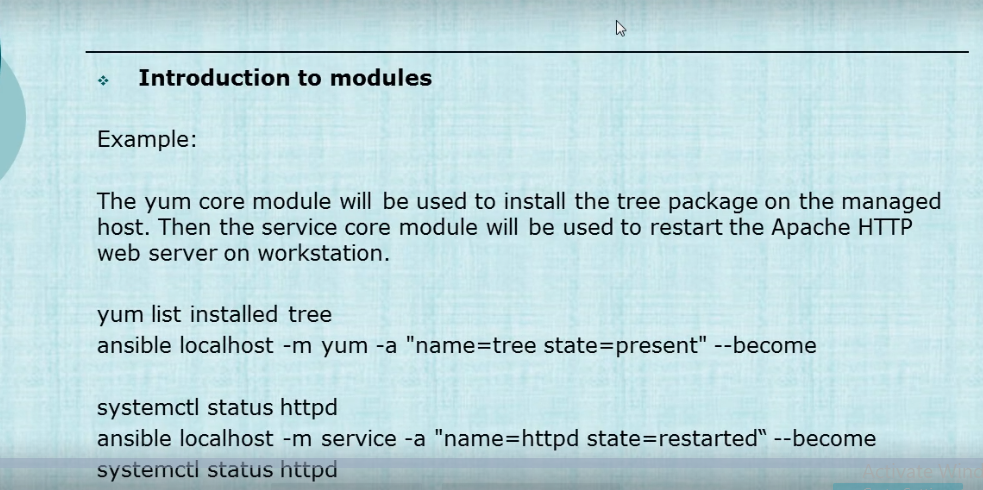 Introduction to modules
Example:
The yum core module will be used to install the tree package on the managed
host. Then the service core module will be used to restart the Apache HTTP
web server on workstation.
yum list installed tree
ansible localhost -m yum -a "name=tree state=present" --become
systemctl status httpd
ansible localhost -m service -a "name=httpd state=restarted“ --become
systemctl status httpd
Activate